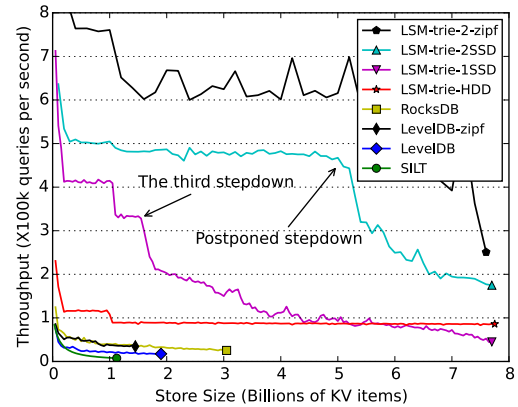 8
7
6
5
4
3
2
1
0
Throughput (X100k queries per second)
0
1
2
3
4
5
6
7
8
Store Size (Billions of KV items)
LSM-trie-2-zipf
LSM-trie-2SSD
LSM-trie-1SSD
LSM-trie-HDD
RocksDB
LevelDB-zipf
LevelDB
SILT
The third stepdown
Postponed stepdown